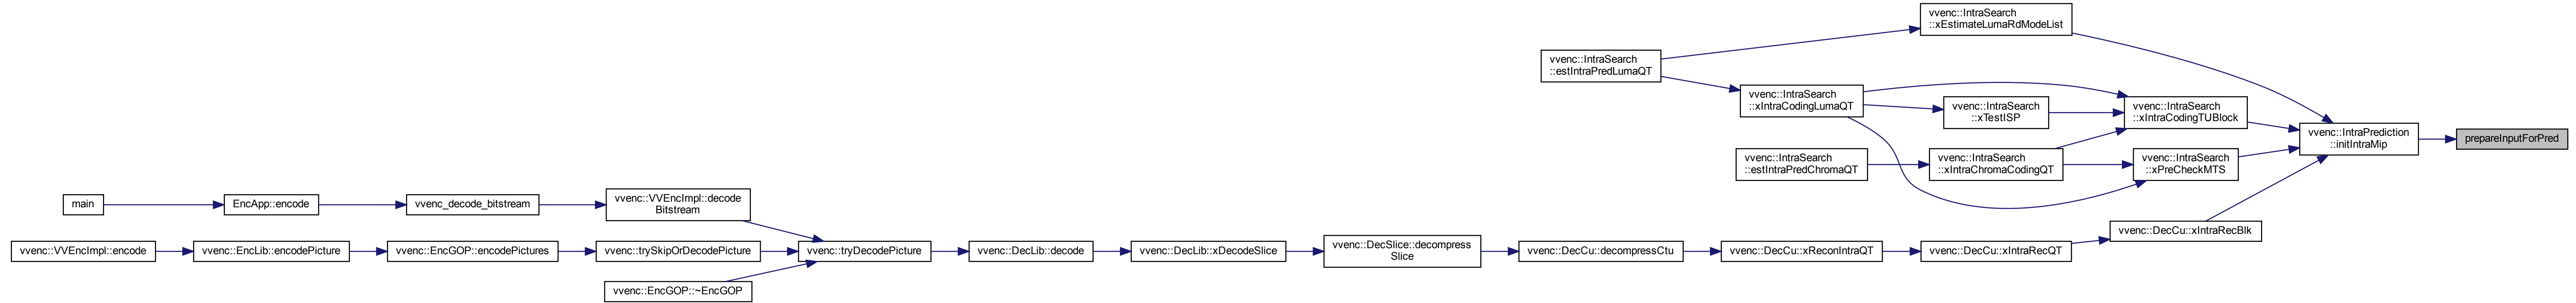 vvenc::IntraSearch
::xEstimateLumaRdModeList
vvenc::IntraSearch
::estIntraPredLumaQT
vvenc::IntraSearch
::xIntraCodingLumaQT
vvenc::IntraSearch
::xTestISP
vvenc::IntraSearch
::xIntraCodingTUBlock
vvenc::IntraPrediction
::initIntraMip
prepareInputForPred
vvenc::IntraSearch
::estIntraPredChromaQT
vvenc::IntraSearch
::xIntraChromaCodingQT
vvenc::IntraSearch
::xPreCheckMTS
main
EncApp::encode
vvenc_decode_bitstream
vvenc::VVEncImpl::decode
Bitstream
vvenc::DecCu::xIntraRecBlk
vvenc::VVEncImpl::encode
vvenc::EncLib::encodePicture
vvenc::EncGOP::encodePictures
vvenc::trySkipOrDecodePicture
vvenc::tryDecodePicture
vvenc::DecLib::decode
vvenc::DecLib::xDecodeSlice
vvenc::DecSlice::decompress
Slice
vvenc::DecCu::decompressCtu
vvenc::DecCu::xReconIntraQT
vvenc::DecCu::xIntraRecQT
vvenc::EncGOP::~EncGOP